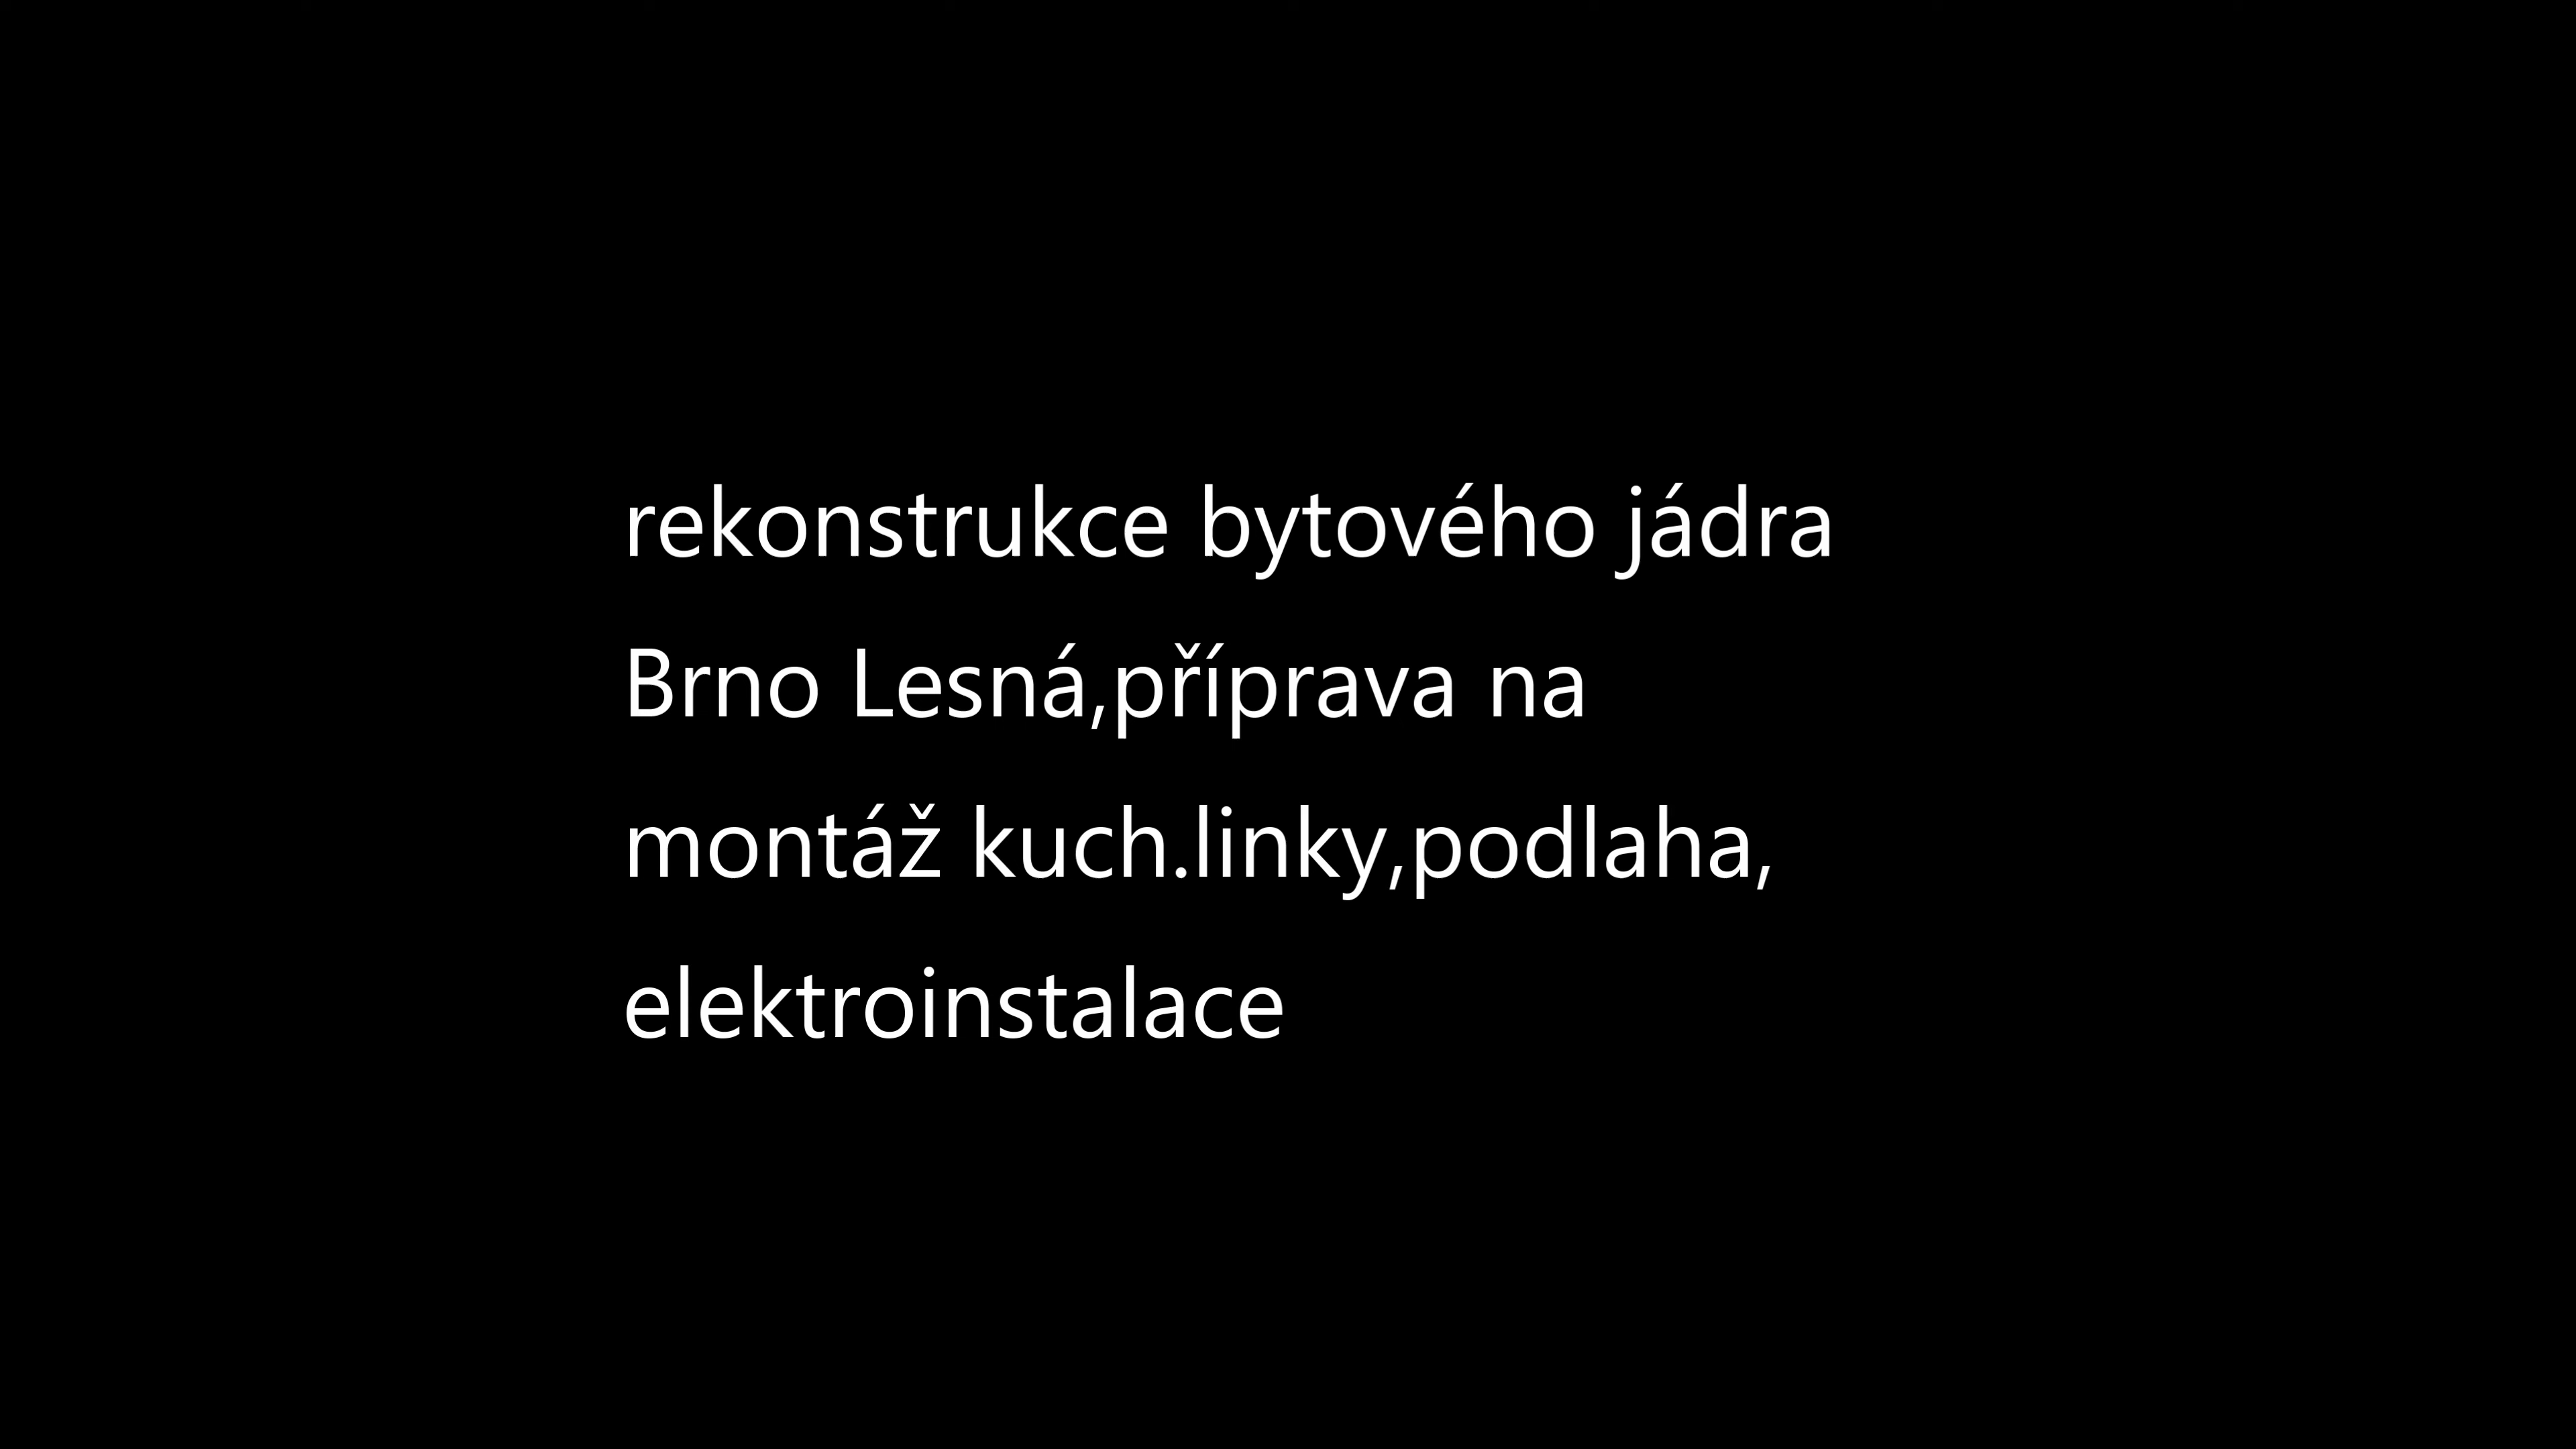 rekonstrukce bytového jádra
Brno Lesná,příprava na
montáž kuch.linky,podlaha,
elektroinstalace